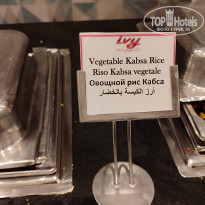 TOP HOTELS
ivy
Vegetable Kabsa Rice
Riso Kabsa vegetale
Овощной рис Кабса
أرز الكبسة بالخضار